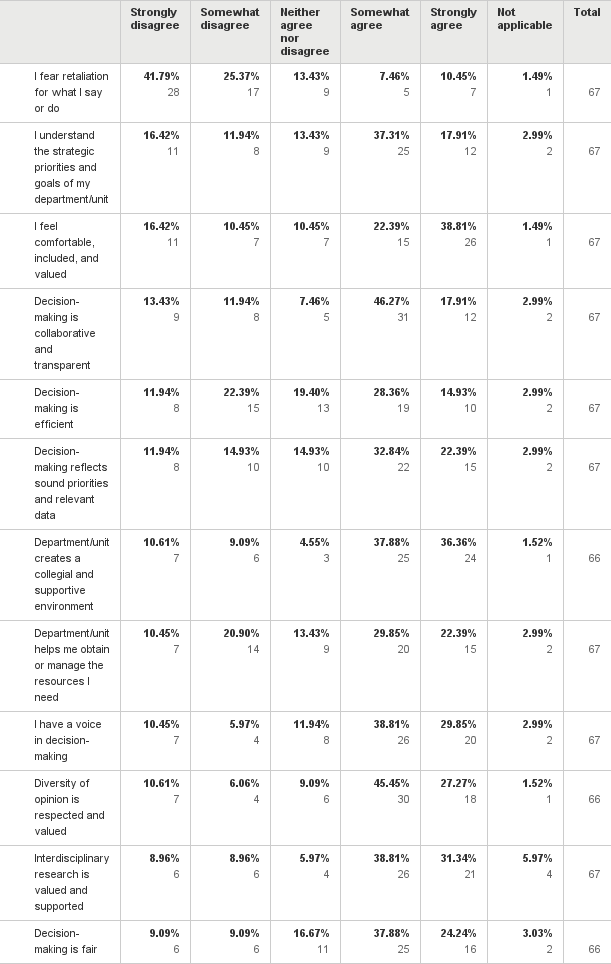 Strongly disagree Somewhat disagree Neither agree nor disagree Somewhat agree Strongly agree Not applicable Total
I fear retaliation 41.79% 25.37% 13.43% 7.46% 10.45% 1.49%
for what I say 28 17 9 5 7 1 67
or do
I understand 16.42% 11.94% 13.43% 37.31% 17.91% 2.99%
the strategic 11 8 9 25 12 2 67
priorities and
goals of my
department/unit
I feel 16.42% 10.45% 10.45% 22.39% 38.81% 1.49%
comfortable, 11 7 7 15 26 1 67
included, and
valued
Decision- 13.43% 11.94% 7.46% 46.27% 17.91% 2.99%
making is 9 8 5 31 12 2 67
collaborative
and
transparent
Decision- 11.94% 22.39% 19.40% 28.36% 14.93% 2.99%
making is 8 15 13 19 10 2 67
efficient
Decision- 11.94% 14.93% 14.93% 32.84% 22.39% 2.99%
making reflects 8 10 10 22 15 2 67
sound priorities
and relevant
data
Department/unit 10.61% 9.09% 4.55% 37.88% 36.36% 1.52%
creates a 7 6 3 25 24 1 66
collegial and
supportive
environment
Department/unit 10.45% 20.90% 13.43% 29.85% 22.39% 2.99%
helps me obtain 7 14 9 20 15 2 67
or manage the
resources I
need
I have a voice 10.45% 5.97% 11.94% 38.81% 29.85% 2.99%
in decision- 7 4 8 26 20 2 67
making
Diversity of 10.61% 6.06% 9.09% 45.45% 27.27% 1.52%
opinion is 7 4 6 30 18 1 66
respected and
valued
Interdisciplinary 8.96% 8.96% 5.97% 38.81% 31.34% 5.97%
research is 6 6 4 26 21 4 67
valued and
supported
Decision- 9.09% 9.09% 16.67% 37.88% 24.24% 3.03%
making is fair 6 6 11 25 16 2 66